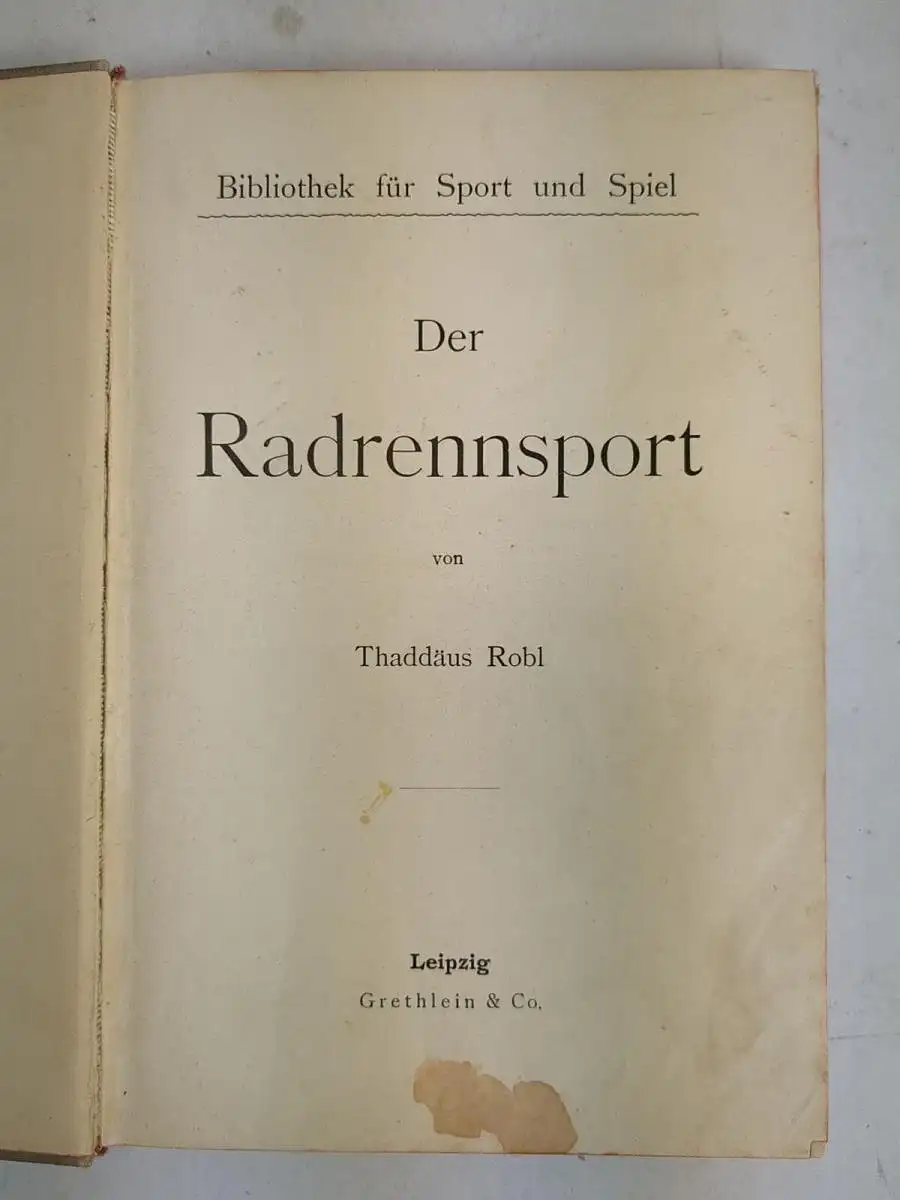 Bibliothek für Sport und Spiel
Der
Radrennsport
von
Thaddäus Robl
Leipzig
Grethlein & Co.